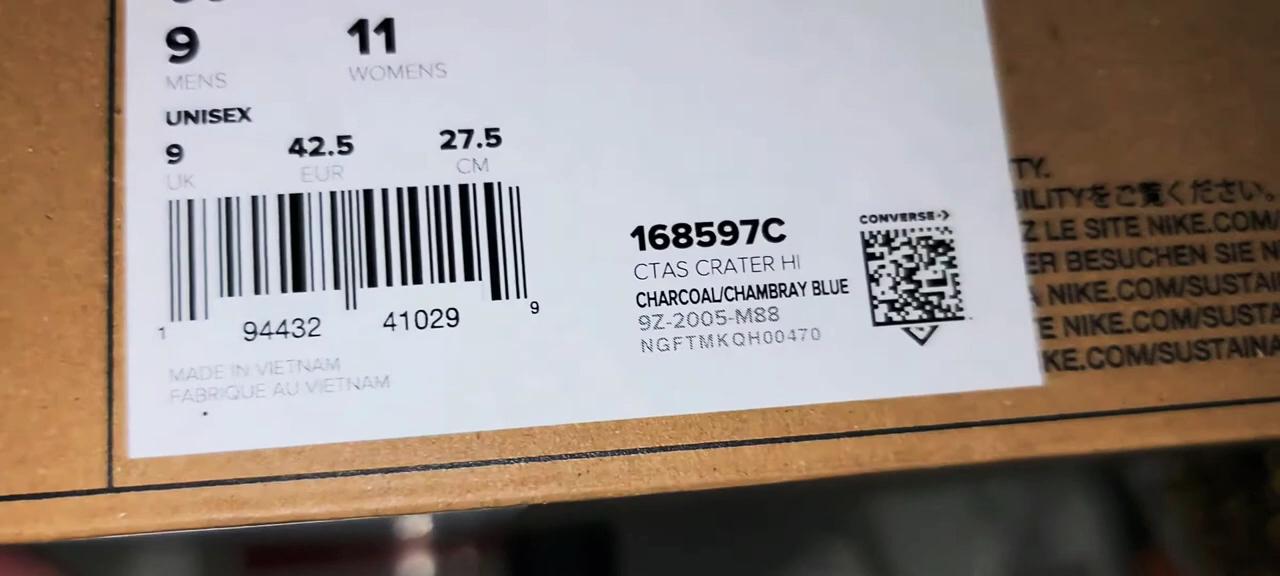 9 11
MENS WOMENS
UNISEX
9 42.5 27.5
UK EUR CM
1 94432 41029 9
MADE IN VIETNAM
FABRIQUE AU VIETNAM
168597C
CTAS CRATER HI
CHARCOAL/CHAMBRAY BLUE
9Z-2005-M88
NGFTMKQH00470
CONVERSE
TY.
ILITYをご覧ください。
Z LE SITE NIKE.COM/
ER BESUCHEN SIE N
NIKE.COM/SUSTAI
E NIKE.COM/SUSTA
KE.COM/SUSTAINA